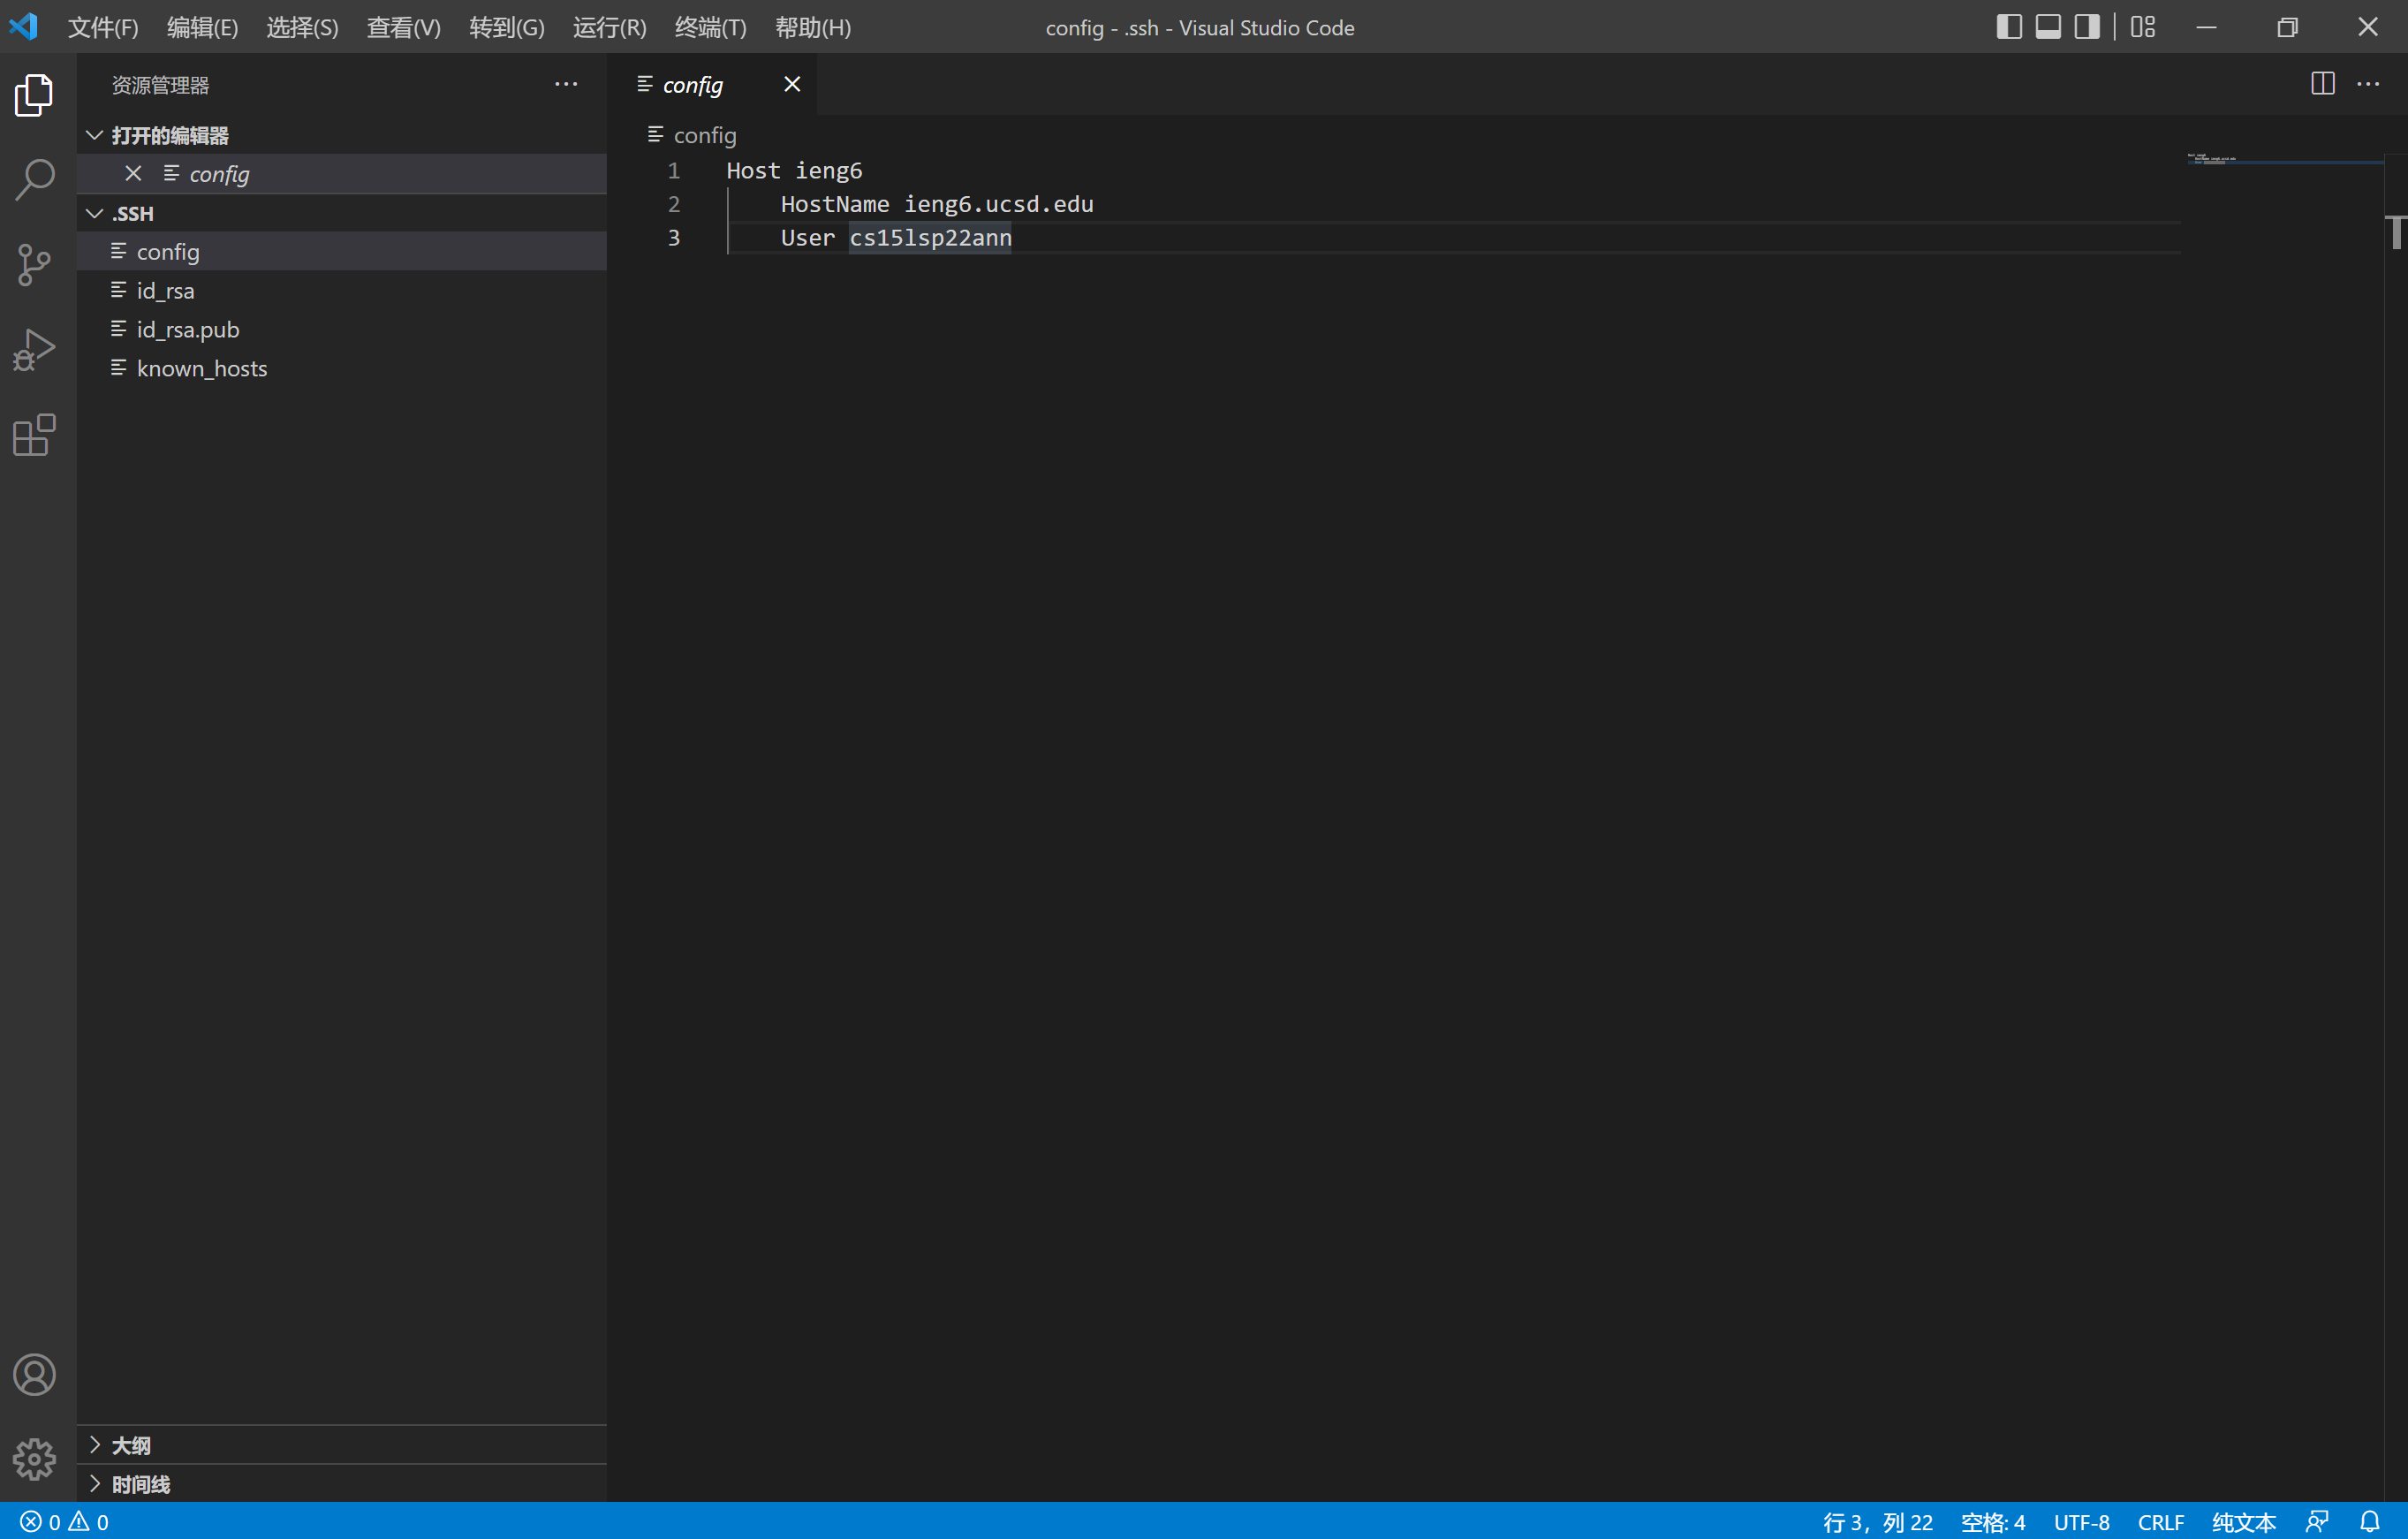 文件(F) 编辑(E) 选择(S) 查看(V) 转到(G) 运行(R) 终端(T) 帮助(H) config - .ssh - Visual Studio Code
资源管理器
打开的编辑器
config
.SSH
config
id_rsa
id_rsa.pub
known_hosts
大纲
时间线
config
config
1 Host ieng6
2 HostName ieng6.ucsd.edu
3 User cs15lsp22ann
0 0 行 3，列 22 空格: 4 UTF-8 CRLF 纯文本